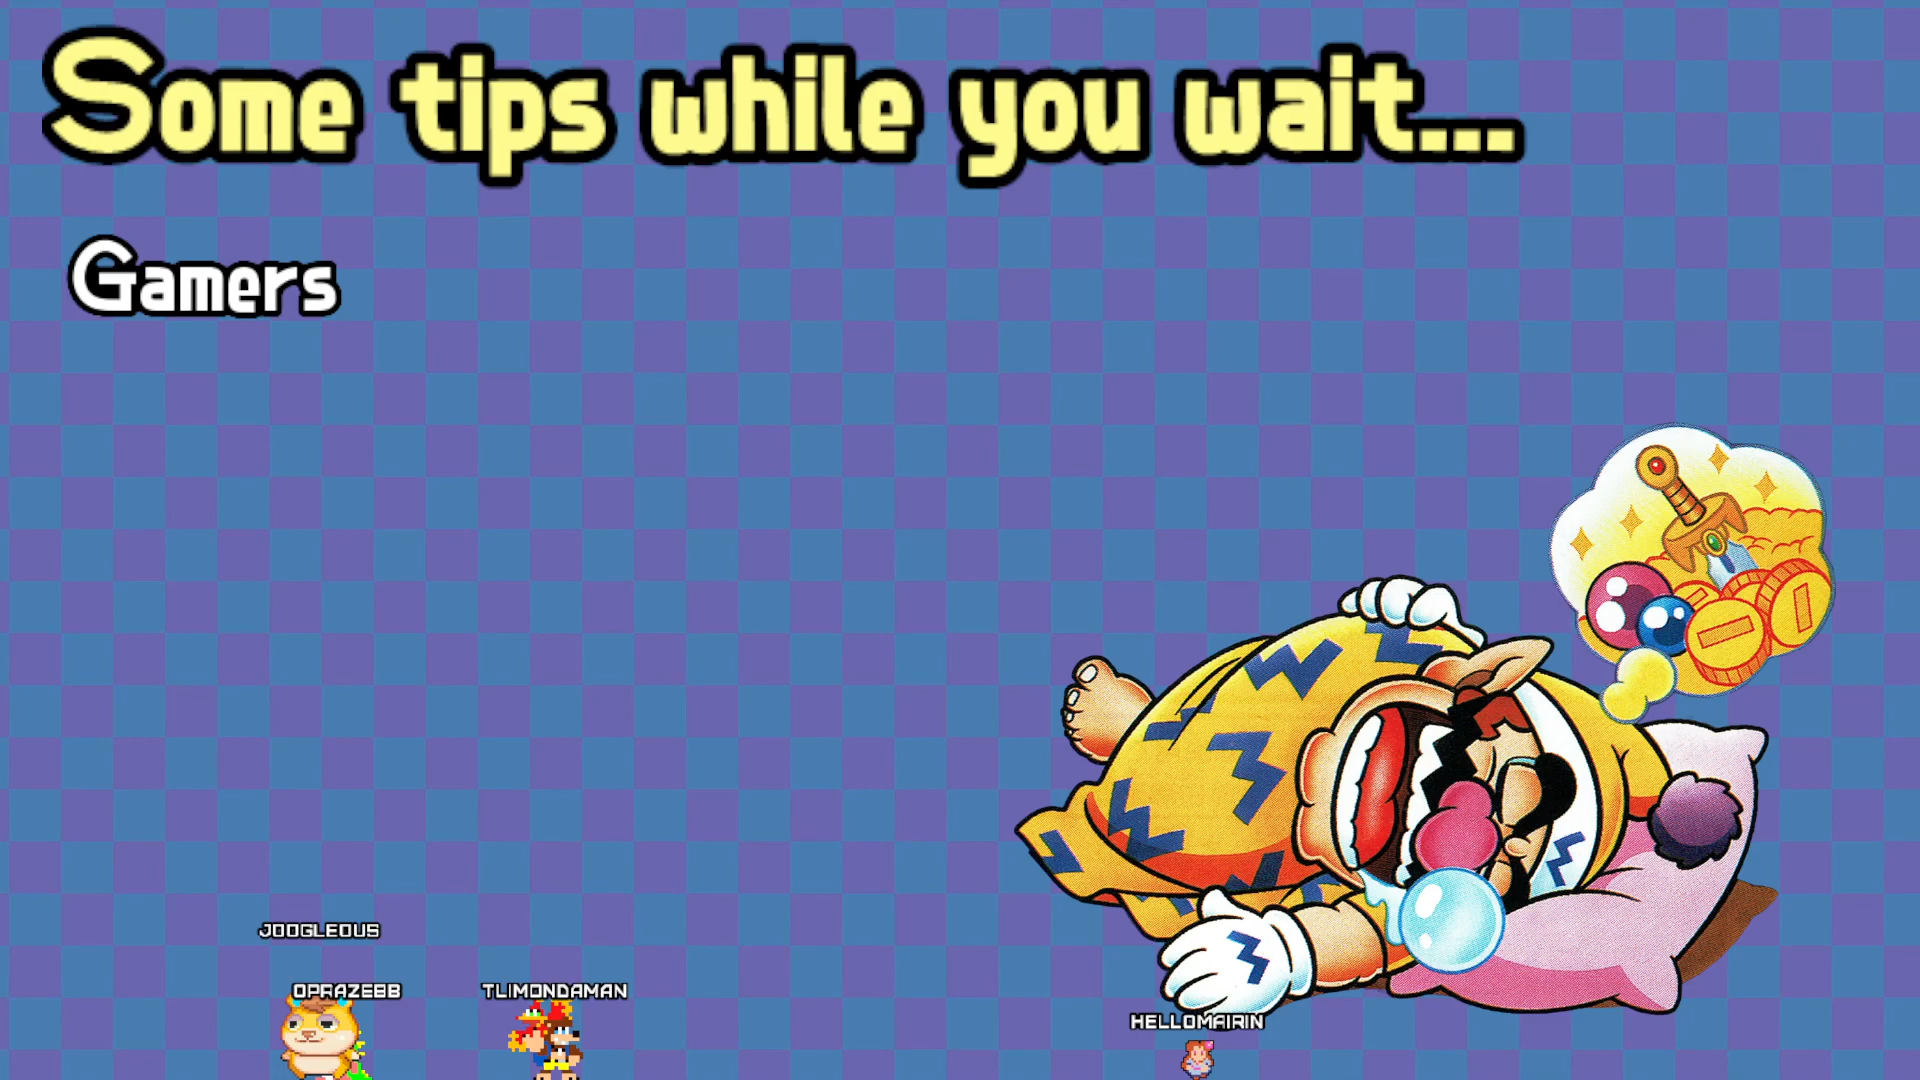 Some tips while you wait...
Gamers
JOOGLEOUS
OPRAZEBB
TLIMONDAMAN
HELLOMAIRIN